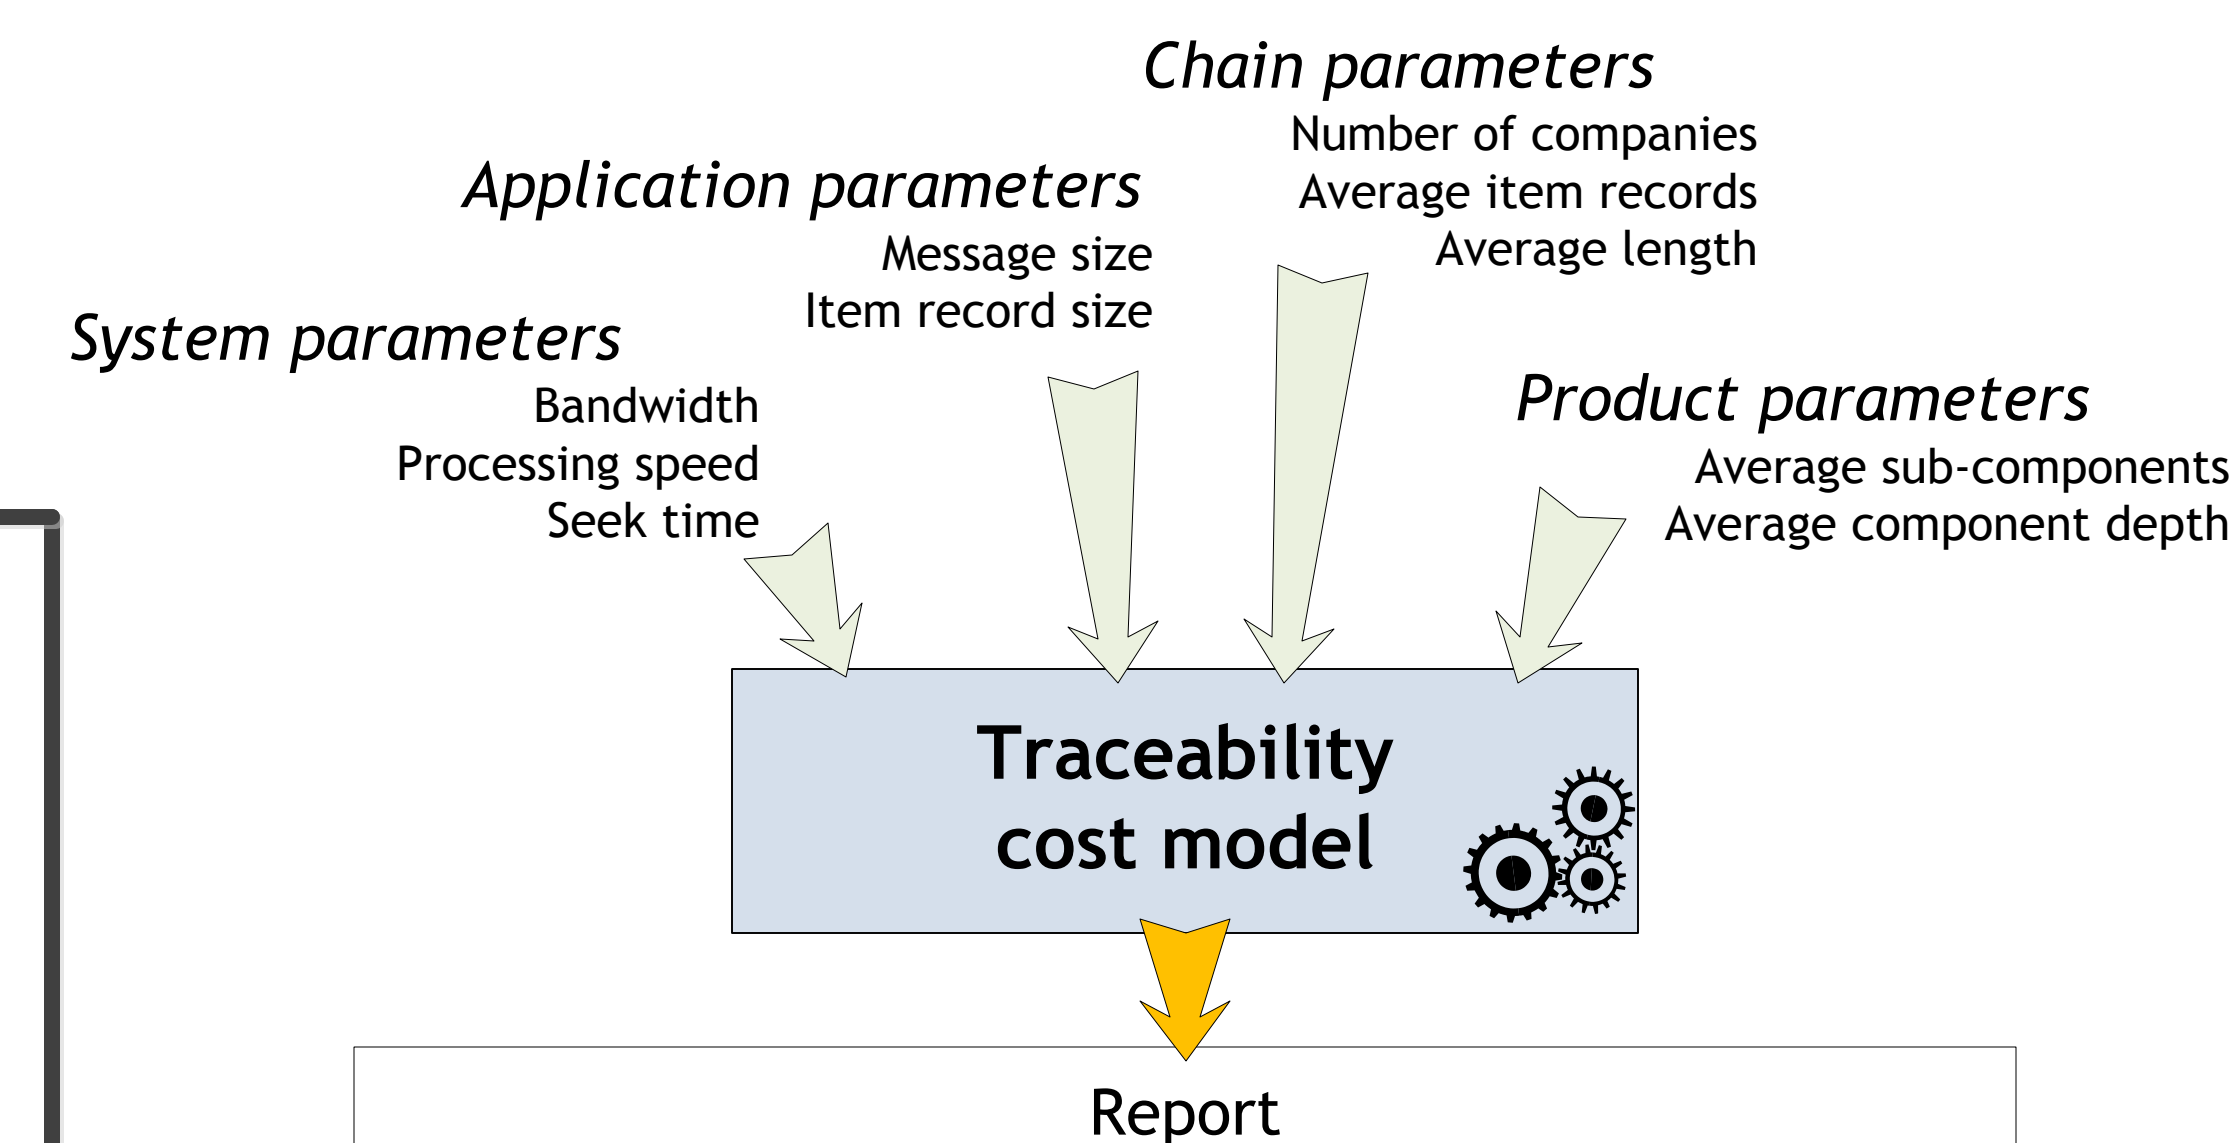 Chain parameters
Number of companies
Average item records
Average length
Application parameters
Message size
Item record size
System parameters
Bandwidth
Processing speed
Seek time
Product parameters
Average sub-components
Average component depth
Traceability
cost model
Report